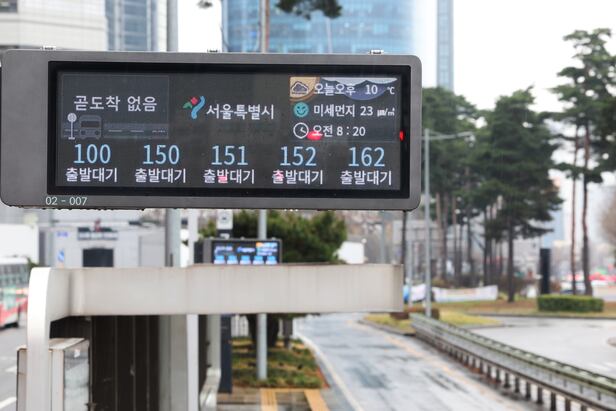 곧도착 없음
서울특별시
오늘오후 10 ℃
미세먼지 23 ㎍/㎥
오전 8 : 20
100 150 151 152 162
출발대기 출발대기 출발대기 출발대기 출발대기
02 - 007